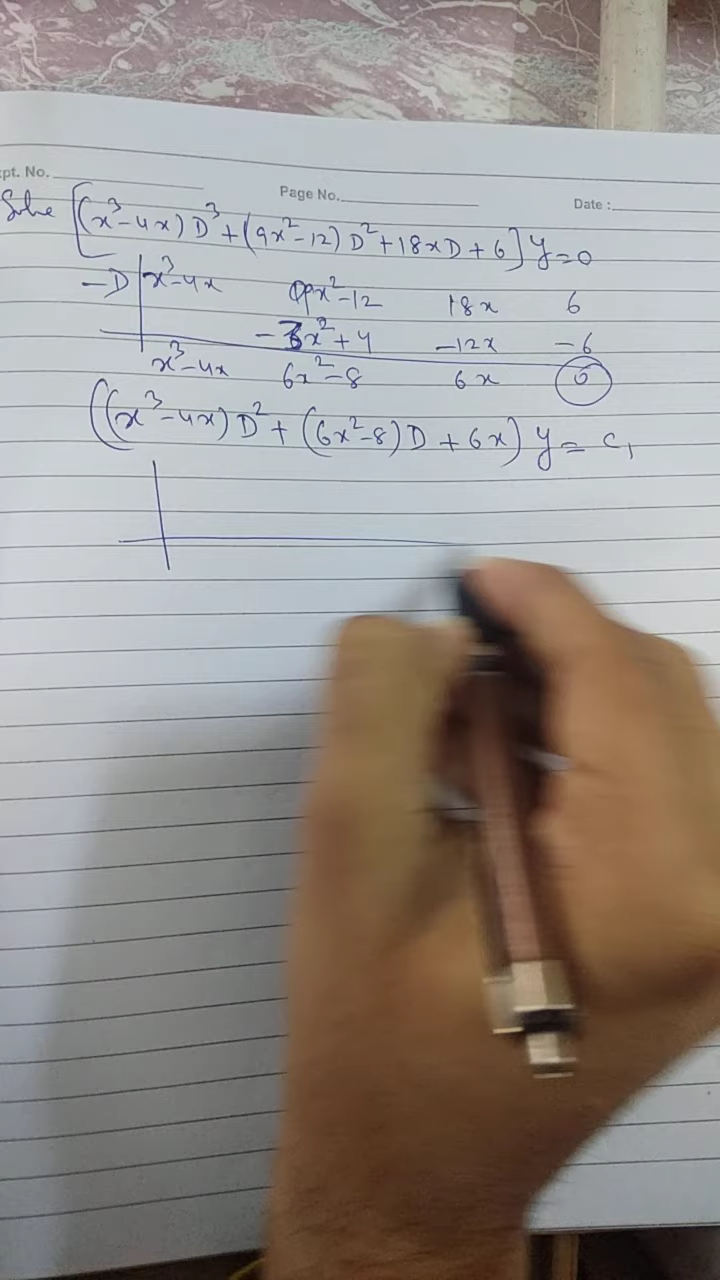 pt. No.
Page No.
Date :
Solve [(x³-4x) D³ + (9x²-12) D² + 18xD + 6] y = 0
-D | x³-4x 9x²-12 18x 6
-3x²+4 -12x -6
x³-4x 6x²-8 6x 0
((x³-4x) D² + (6x²-8) D + 6x) y = c₁